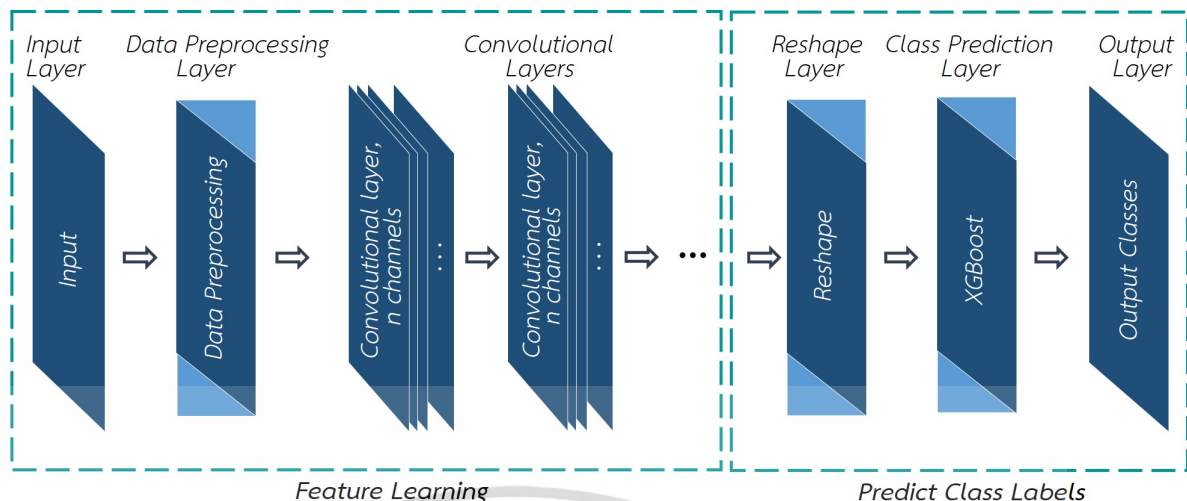 Input
Layer
Data Preprocessing
Layer
Convolutional
Layers
Reshape
Layer
Class Prediction
Layer
Output
Layer
Input
Data Preprocessing
Convolutional layer,
n channels
...
Convolutional layer,
n channels
...
...
Reshape
XGBoost
Output Classes
Feature Learning
Predict Class Labels